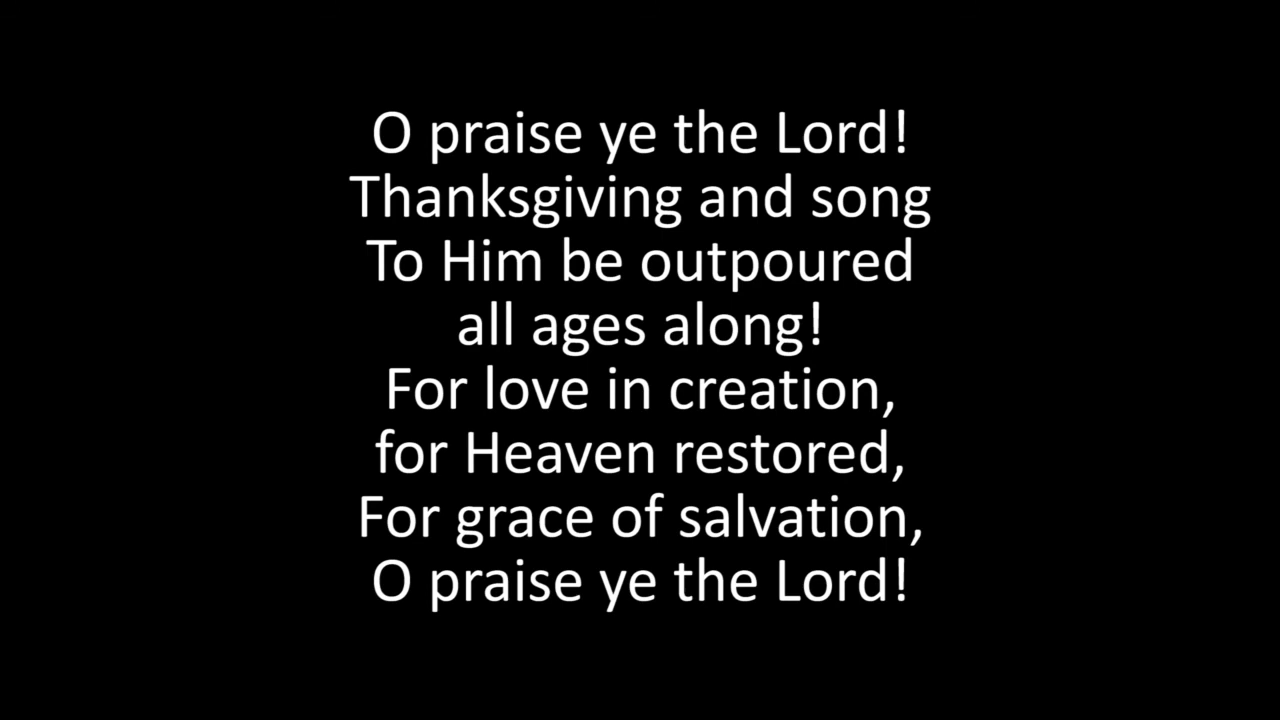 O praise ye the Lord!
Thanksgiving and song
To Him be outpoured
all ages along!
For love in creation,
for Heaven restored,
For grace of salvation,
O praise ye the Lord!